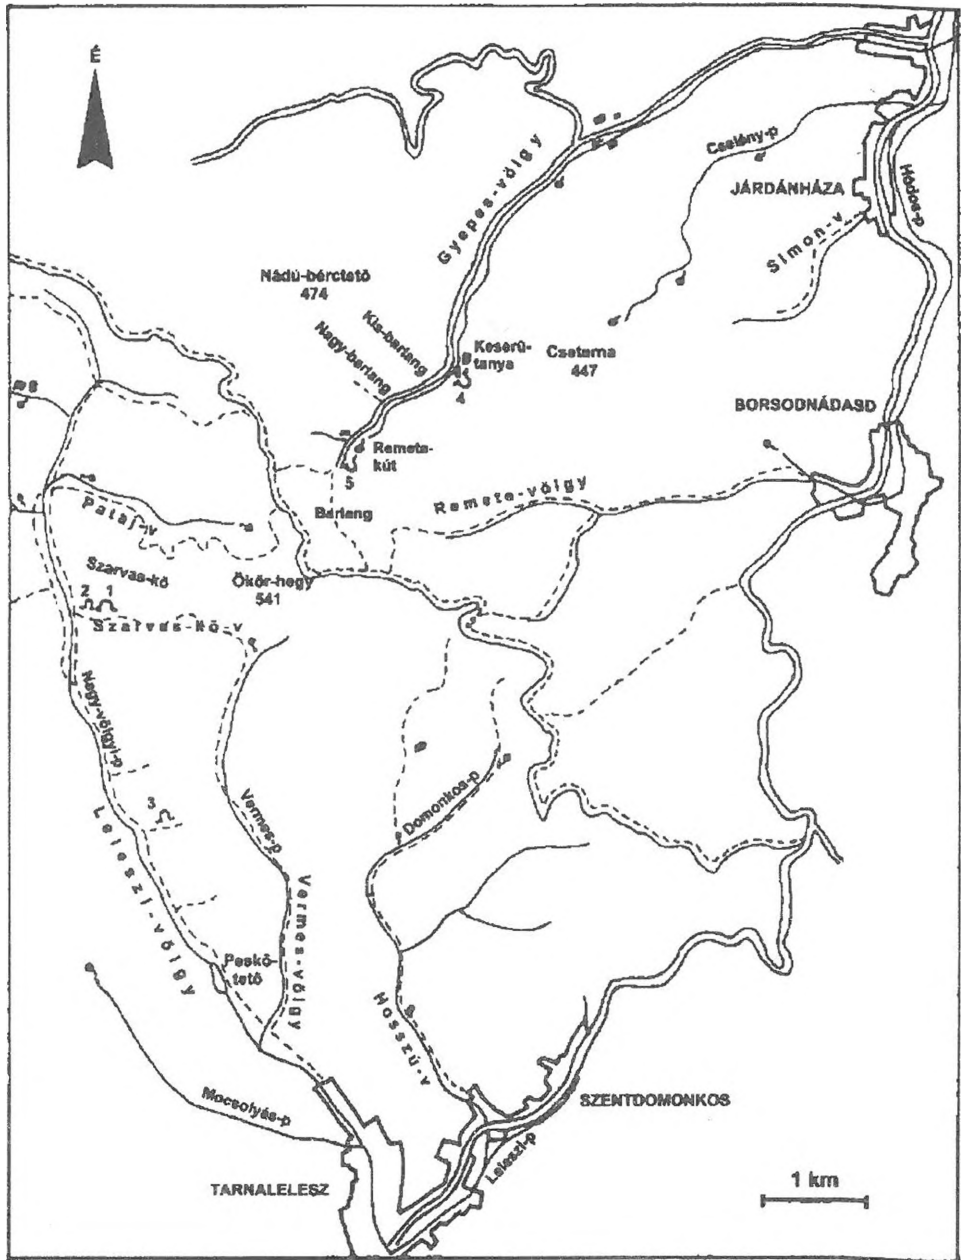 É
Cselény-p
JÁRDÁNHÁZA
Hódos-p
Simon-v
Gyepes-völgy
Nádú-bérctető
474
Kis-barlang
Nagy-barlang
Keserű-
tanya
4
Cseterna
447
BORSODNÁDASD
Remete-
kút
5
Barlang
Remete-völgy
Pataj-v
Szarvas-kő
2 1
Ökör-hegy
541
Szarvas-kő-v
Nagy-völgyi-p
3
Leleszi-völgy
Vermes-p
Vermes-völgy
Domonkos-p
Peskő-
tető
Hosszú-v
Mocsolyás-p
SZENTDOMONKOS
Leleszi-p
TARNALELESZ
1 km